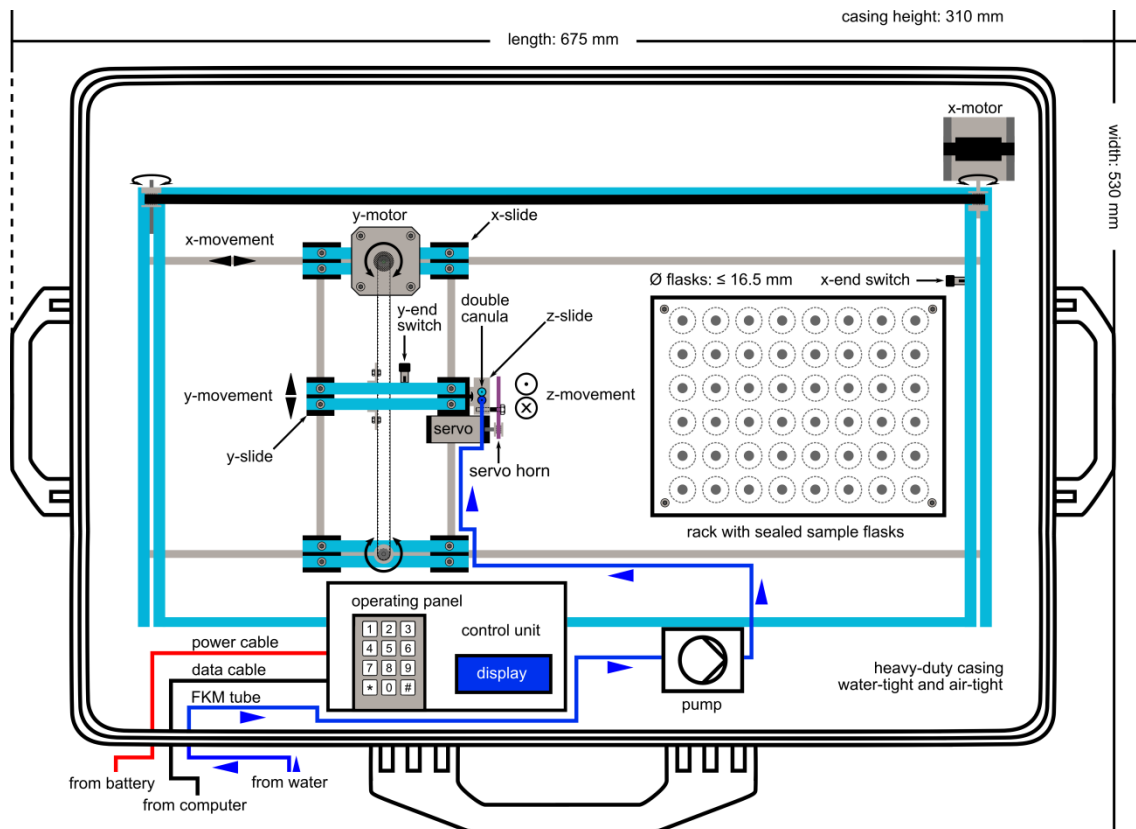 casing height: 310 mm
length: 675 mm
width: 530 mm
x-motor
y-motor
x-slide
x-movement
Ø flasks: ≤ 16.5 mm
x-end switch
y-end
switch
double
canula
z-slide
y-movement
z-movement
servo
y-slide
servo horn
rack with sealed sample flasks
operating panel
control unit
1 2 3
4 5 6
7 8 9
* 0 #
display
power cable
data cable
FKM tube
pump
heavy-duty casing
water-tight and air-tight
from battery
from water
from computer